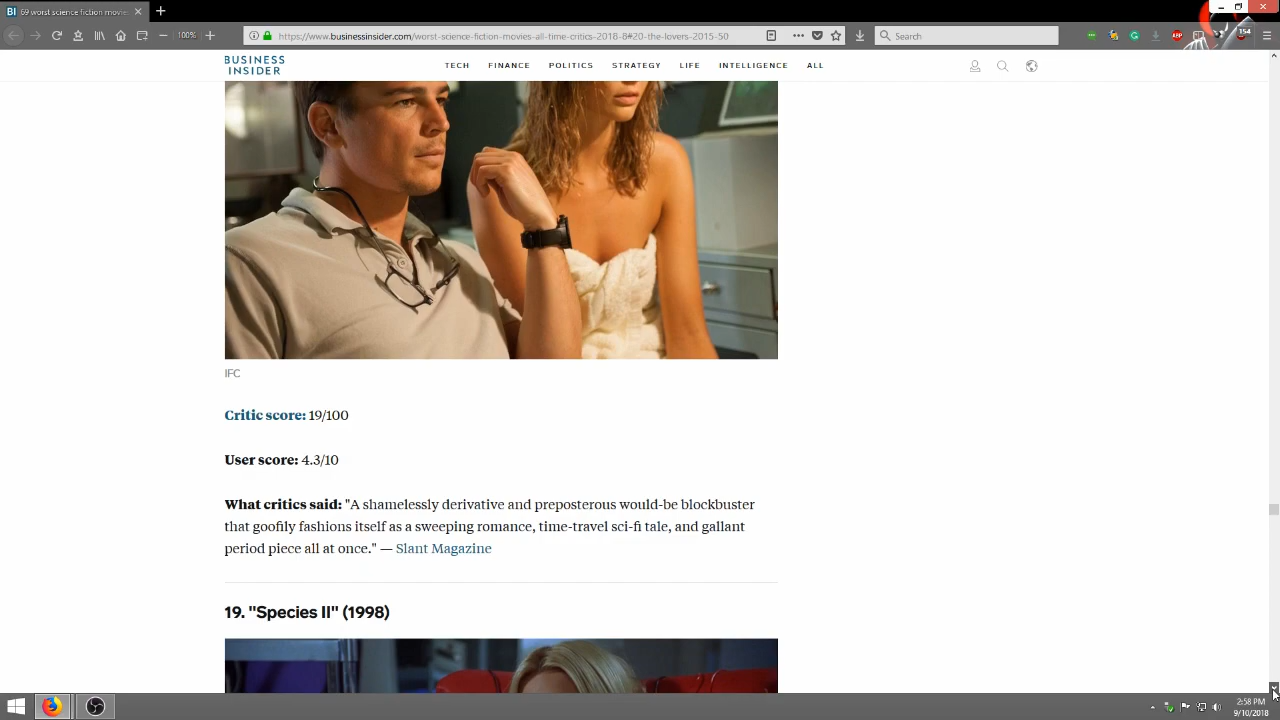 69 worst science fiction movies
100%
https://www.businessinsider.com/worst-science-fiction-movies-all-time-critics-2018-8#20-the-lovers-2015-50
Search
154
BUSINESS
INSIDER
TECH
FINANCE
POLITICS
STRATEGY
LIFE
INTELLIGENCE
ALL
IFC
Critic score: 19/100
User score: 4.3/10
What critics said: "A shamelessly derivative and preposterous would-be blockbuster
that goofily fashions itself as a sweeping romance, time-travel sci-fi tale, and gallant
period piece all at once." — Slant Magazine
19. "Species II" (1998)
2:58 PM
9/10/2018